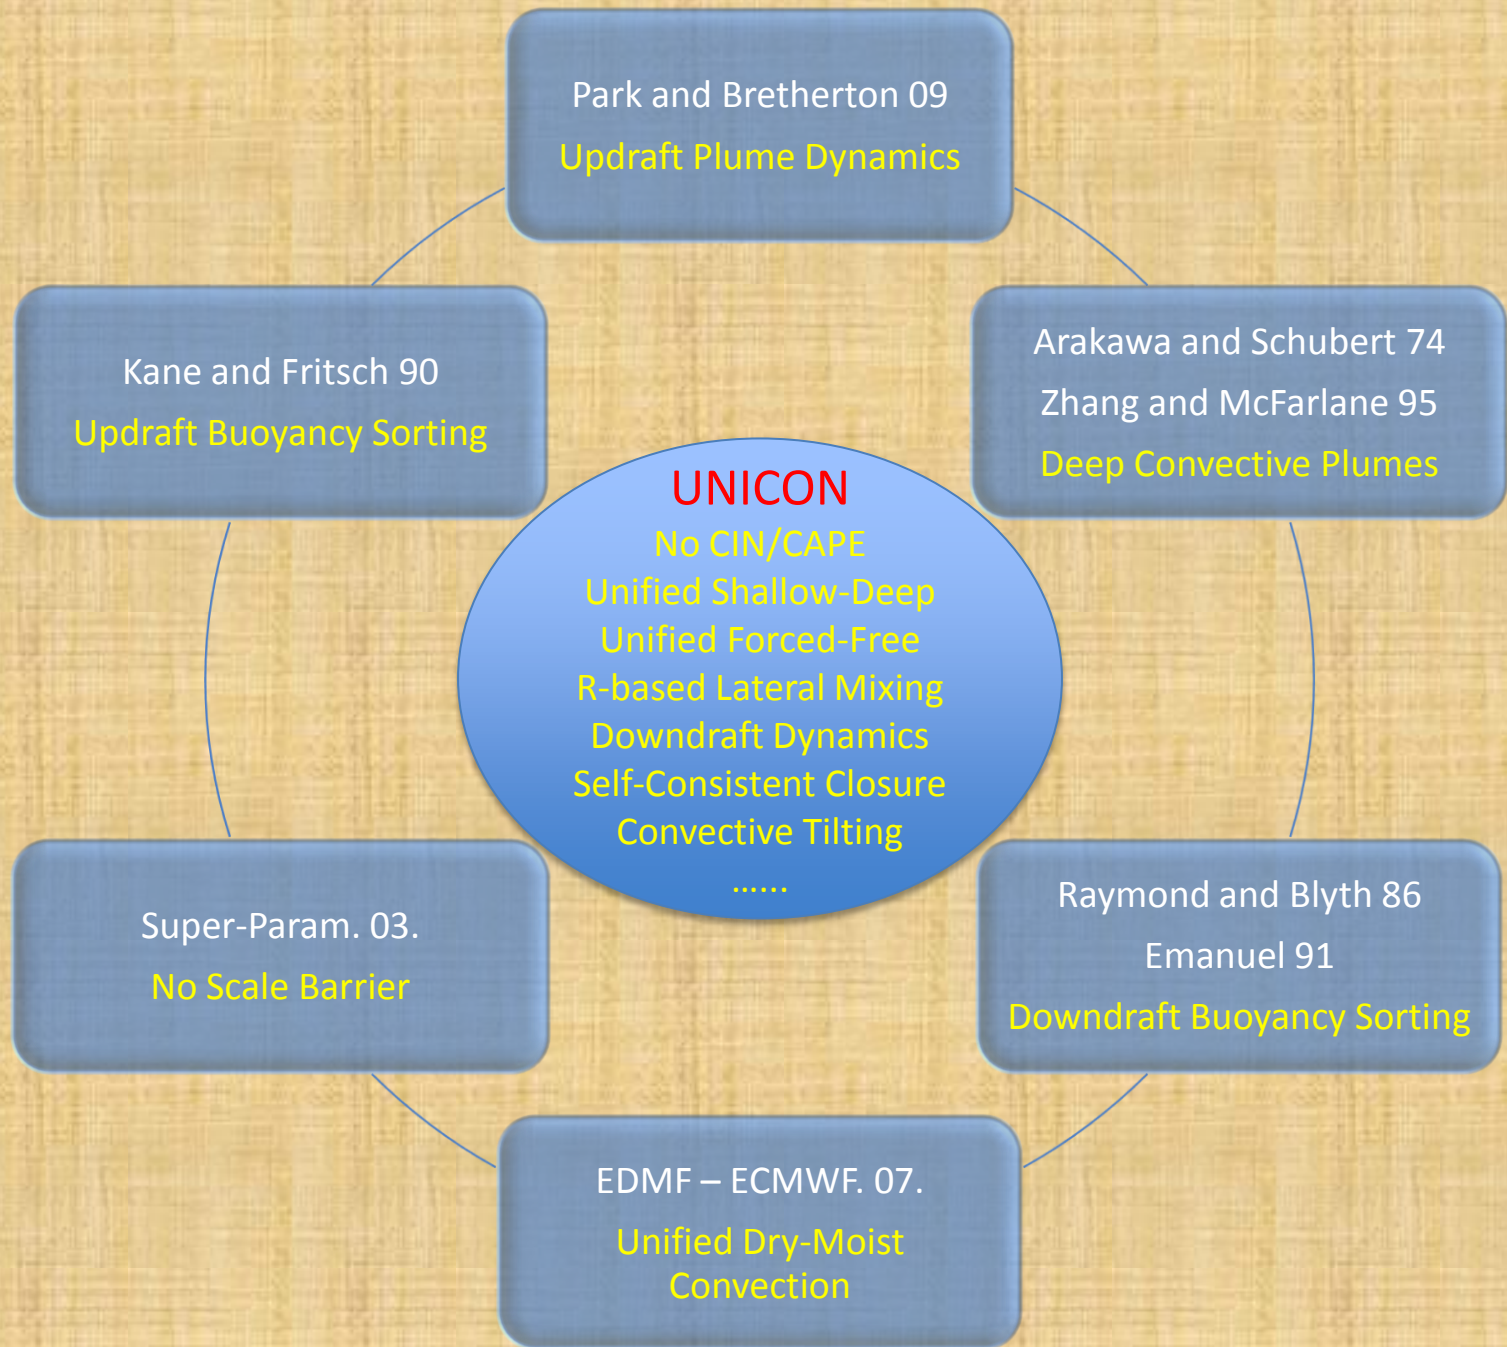 Park and Bretherton 09
Updraft Plume Dynamics
Kane and Fritsch 90
Updraft Buoyancy Sorting
Arakawa and Schubert 74
Zhang and McFarlane 95
Deep Convective Plumes
UNICON
No CIN/CAPE
Unified Shallow-Deep
Unified Forced-Free
R-based Lateral Mixing
Downdraft Dynamics
Self-Consistent Closure
Convective Tilting
......
Super-Param. 03.
No Scale Barrier
Raymond and Blyth 86
Emanuel 91
Downdraft Buoyancy Sorting
EDMF – ECMWF. 07.
Unified Dry-Moist
Convection